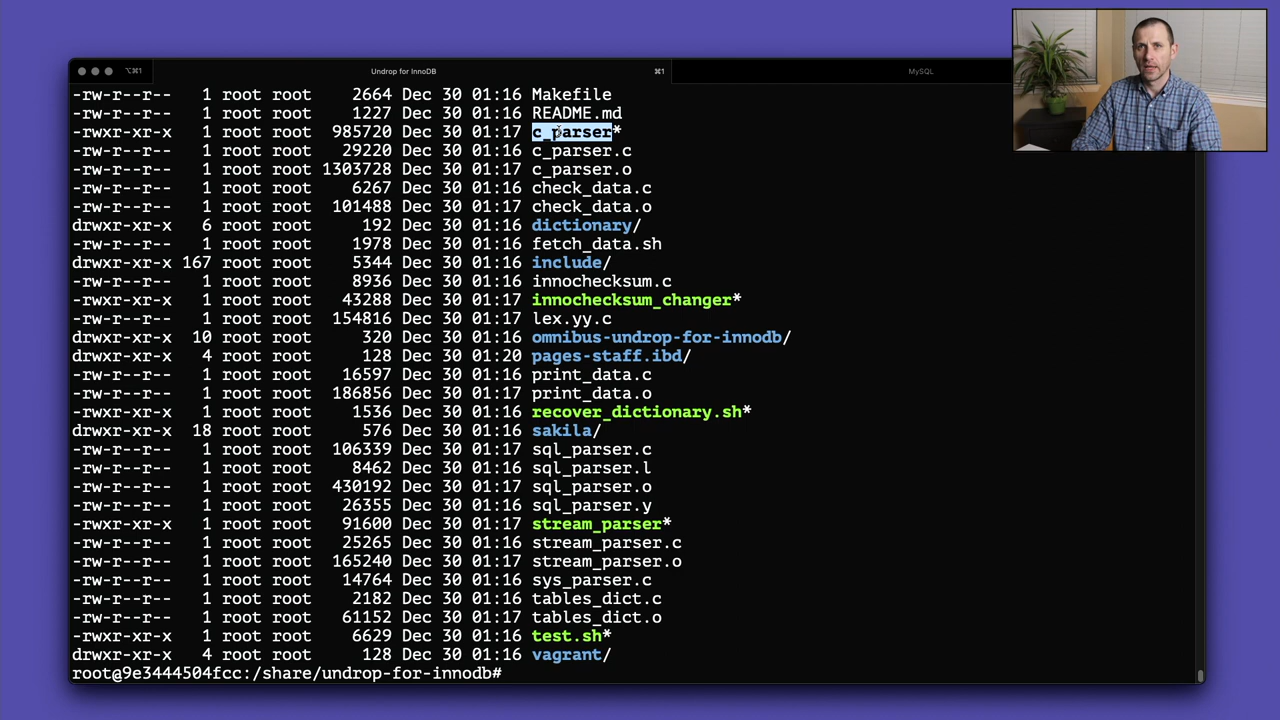 ⌥⌘1 Undrop for InnoDB ⌘1 MySQL
-rw-r--r-- 1 root root 2664 Dec 30 01:16 Makefile
-rw-r--r-- 1 root root 1227 Dec 30 01:16 README.md
-rwxr-xr-x 1 root root 985720 Dec 30 01:17 c_parser*
-rw-r--r-- 1 root root 29220 Dec 30 01:16 c_parser.c
-rw-r--r-- 1 root root 1303728 Dec 30 01:17 c_parser.o
-rw-r--r-- 1 root root 6267 Dec 30 01:16 check_data.c
-rw-r--r-- 1 root root 101488 Dec 30 01:17 check_data.o
drwxr-xr-x 6 root root 192 Dec 30 01:16 dictionary/
-rw-r--r-- 1 root root 1978 Dec 30 01:16 fetch_data.sh
drwxr-xr-x 167 root root 5344 Dec 30 01:16 include/
-rw-r--r-- 1 root root 8936 Dec 30 01:16 innochecksum.c
-rwxr-xr-x 1 root root 43288 Dec 30 01:17 innochecksum_changer*
-rw-r--r-- 1 root root 154816 Dec 30 01:17 lex.yy.c
drwxr-xr-x 10 root root 320 Dec 30 01:16 omnibus-undrop-for-innodb/
drwxr-xr-x 4 root root 128 Dec 30 01:20 pages-staff.ibd/
-rw-r--r-- 1 root root 16597 Dec 30 01:16 print_data.c
-rw-r--r-- 1 root root 186856 Dec 30 01:17 print_data.o
-rwxr-xr-x 1 root root 1536 Dec 30 01:16 recover_dictionary.sh*
drwxr-xr-x 18 root root 576 Dec 30 01:16 sakila/
-rw-r--r-- 1 root root 106339 Dec 30 01:17 sql_parser.c
-rw-r--r-- 1 root root 8462 Dec 30 01:16 sql_parser.l
-rw-r--r-- 1 root root 430192 Dec 30 01:17 sql_parser.o
-rw-r--r-- 1 root root 26355 Dec 30 01:16 sql_parser.y
-rwxr-xr-x 1 root root 91600 Dec 30 01:17 stream_parser*
-rw-r--r-- 1 root root 25265 Dec 30 01:16 stream_parser.c
-rw-r--r-- 1 root root 165240 Dec 30 01:17 stream_parser.o
-rw-r--r-- 1 root root 14764 Dec 30 01:16 sys_parser.c
-rw-r--r-- 1 root root 2182 Dec 30 01:16 tables_dict.c
-rw-r--r-- 1 root root 61152 Dec 30 01:17 tables_dict.o
-rwxr-xr-x 1 root root 6629 Dec 30 01:16 test.sh*
drwxr-xr-x 4 root root 128 Dec 30 01:16 vagrant/
root@9e3444504fcc:/share/undrop-for-innodb#